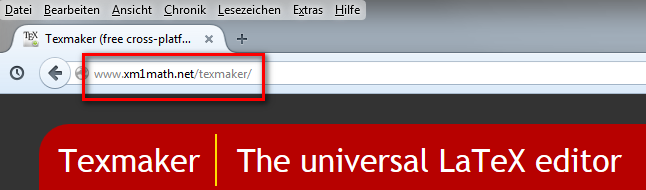 Datei Bearbeiten Ansicht Chronik Lesezeichen Extras Hilfe
TEX Texmaker (free cross-platf...
www.xm1math.net/texmaker/
Texmaker The universal LaTeX editor